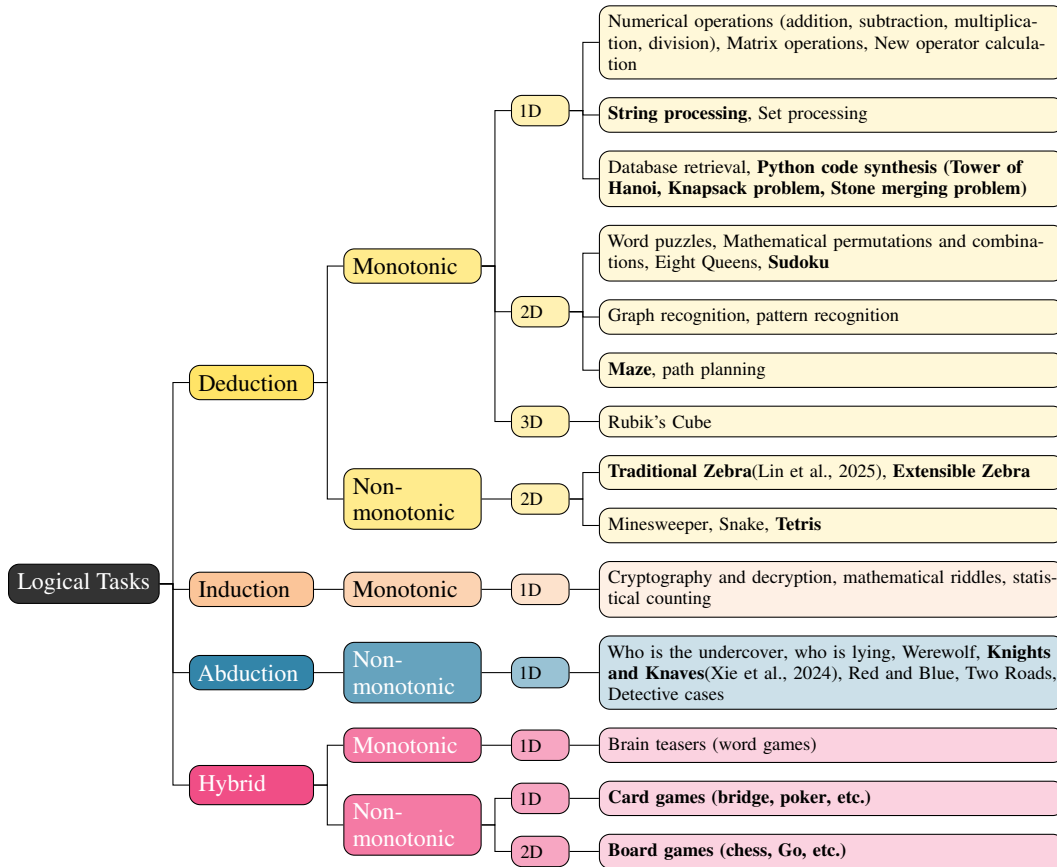 Numerical operations (addition, subtraction, multiplica-
tion, division), Matrix operations, New operator calcula-
tion
1D
String processing, Set processing
Database retrieval, Python code synthesis (Tower of
Hanoi, Knapsack problem, Stone merging problem)
Monotonic
Word puzzles, Mathematical permutations and combina-
tions, Eight Queens, Sudoku
2D
Graph recognition, pattern recognition
Maze, path planning
Deduction
3D
Rubik's Cube
Non-
monotonic
2D
Traditional Zebra(Lin et al., 2025), Extensible Zebra
Minesweeper, Snake, Tetris
Logical Tasks
Induction
Monotonic
1D
Cryptography and decryption, mathematical riddles, statis-
tical counting
Abduction
Non-
monotonic
1D
Who is the undercover, who is lying, Werewolf, Knights
and Knaves(Xie et al., 2024), Red and Blue, Two Roads,
Detective cases
Hybrid
Monotonic
1D
Brain teasers (word games)
Non-
monotonic
1D
Card games (bridge, poker, etc.)
2D
Board games (chess, Go, etc.)